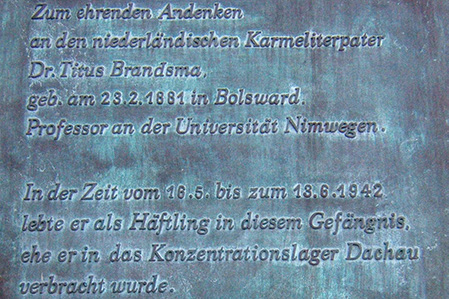 Zum ehrenden Andenken
an den niederländischen Karmeliterpater
Dr. Titus Brandsma,
geb. am 23.2.1881 in Bolsward.
Professor an der Universität Nimwegen.
In der Zeit vom 16.5. bis zum 13.6.1942
lebte er als Häftling in diesem Gefängnis,
ehe er in das Konzentrationslager Dachau
verbracht wurde.